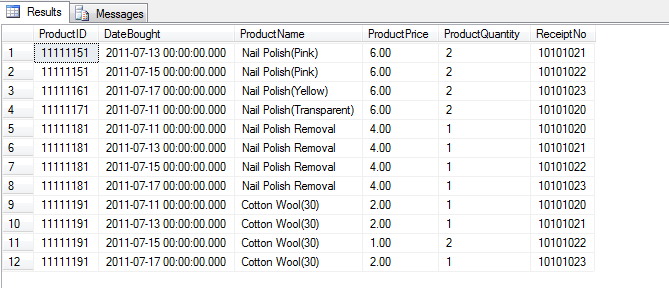 Results Messages
ProductID DateBought ProductName ProductPrice ProductQuantity ReceiptNo
1 11111151 2011-07-13 00:00:00.000 Nail Polish(Pink) 6.00 2 10101021
2 11111151 2011-07-15 00:00:00.000 Nail Polish(Pink) 6.00 2 10101022
3 11111161 2011-07-17 00:00:00.000 Nail Polish(Yellow) 6.00 2 10101023
4 11111171 2011-07-11 00:00:00.000 Nail Polish(Transparent) 6.00 2 10101020
5 11111181 2011-07-11 00:00:00.000 Nail Polish Removal 4.00 1 10101020
6 11111181 2011-07-13 00:00:00.000 Nail Polish Removal 4.00 1 10101021
7 11111181 2011-07-15 00:00:00.000 Nail Polish Removal 4.00 1 10101022
8 11111181 2011-07-17 00:00:00.000 Nail Polish Removal 4.00 1 10101023
9 11111191 2011-07-11 00:00:00.000 Cotton Wool(30) 2.00 1 10101020
10 11111191 2011-07-13 00:00:00.000 Cotton Wool(30) 2.00 1 10101021
11 11111191 2011-07-15 00:00:00.000 Cotton Wool(30) 1.00 2 10101022
12 11111191 2011-07-17 00:00:00.000 Cotton Wool(30) 2.00 1 10101023